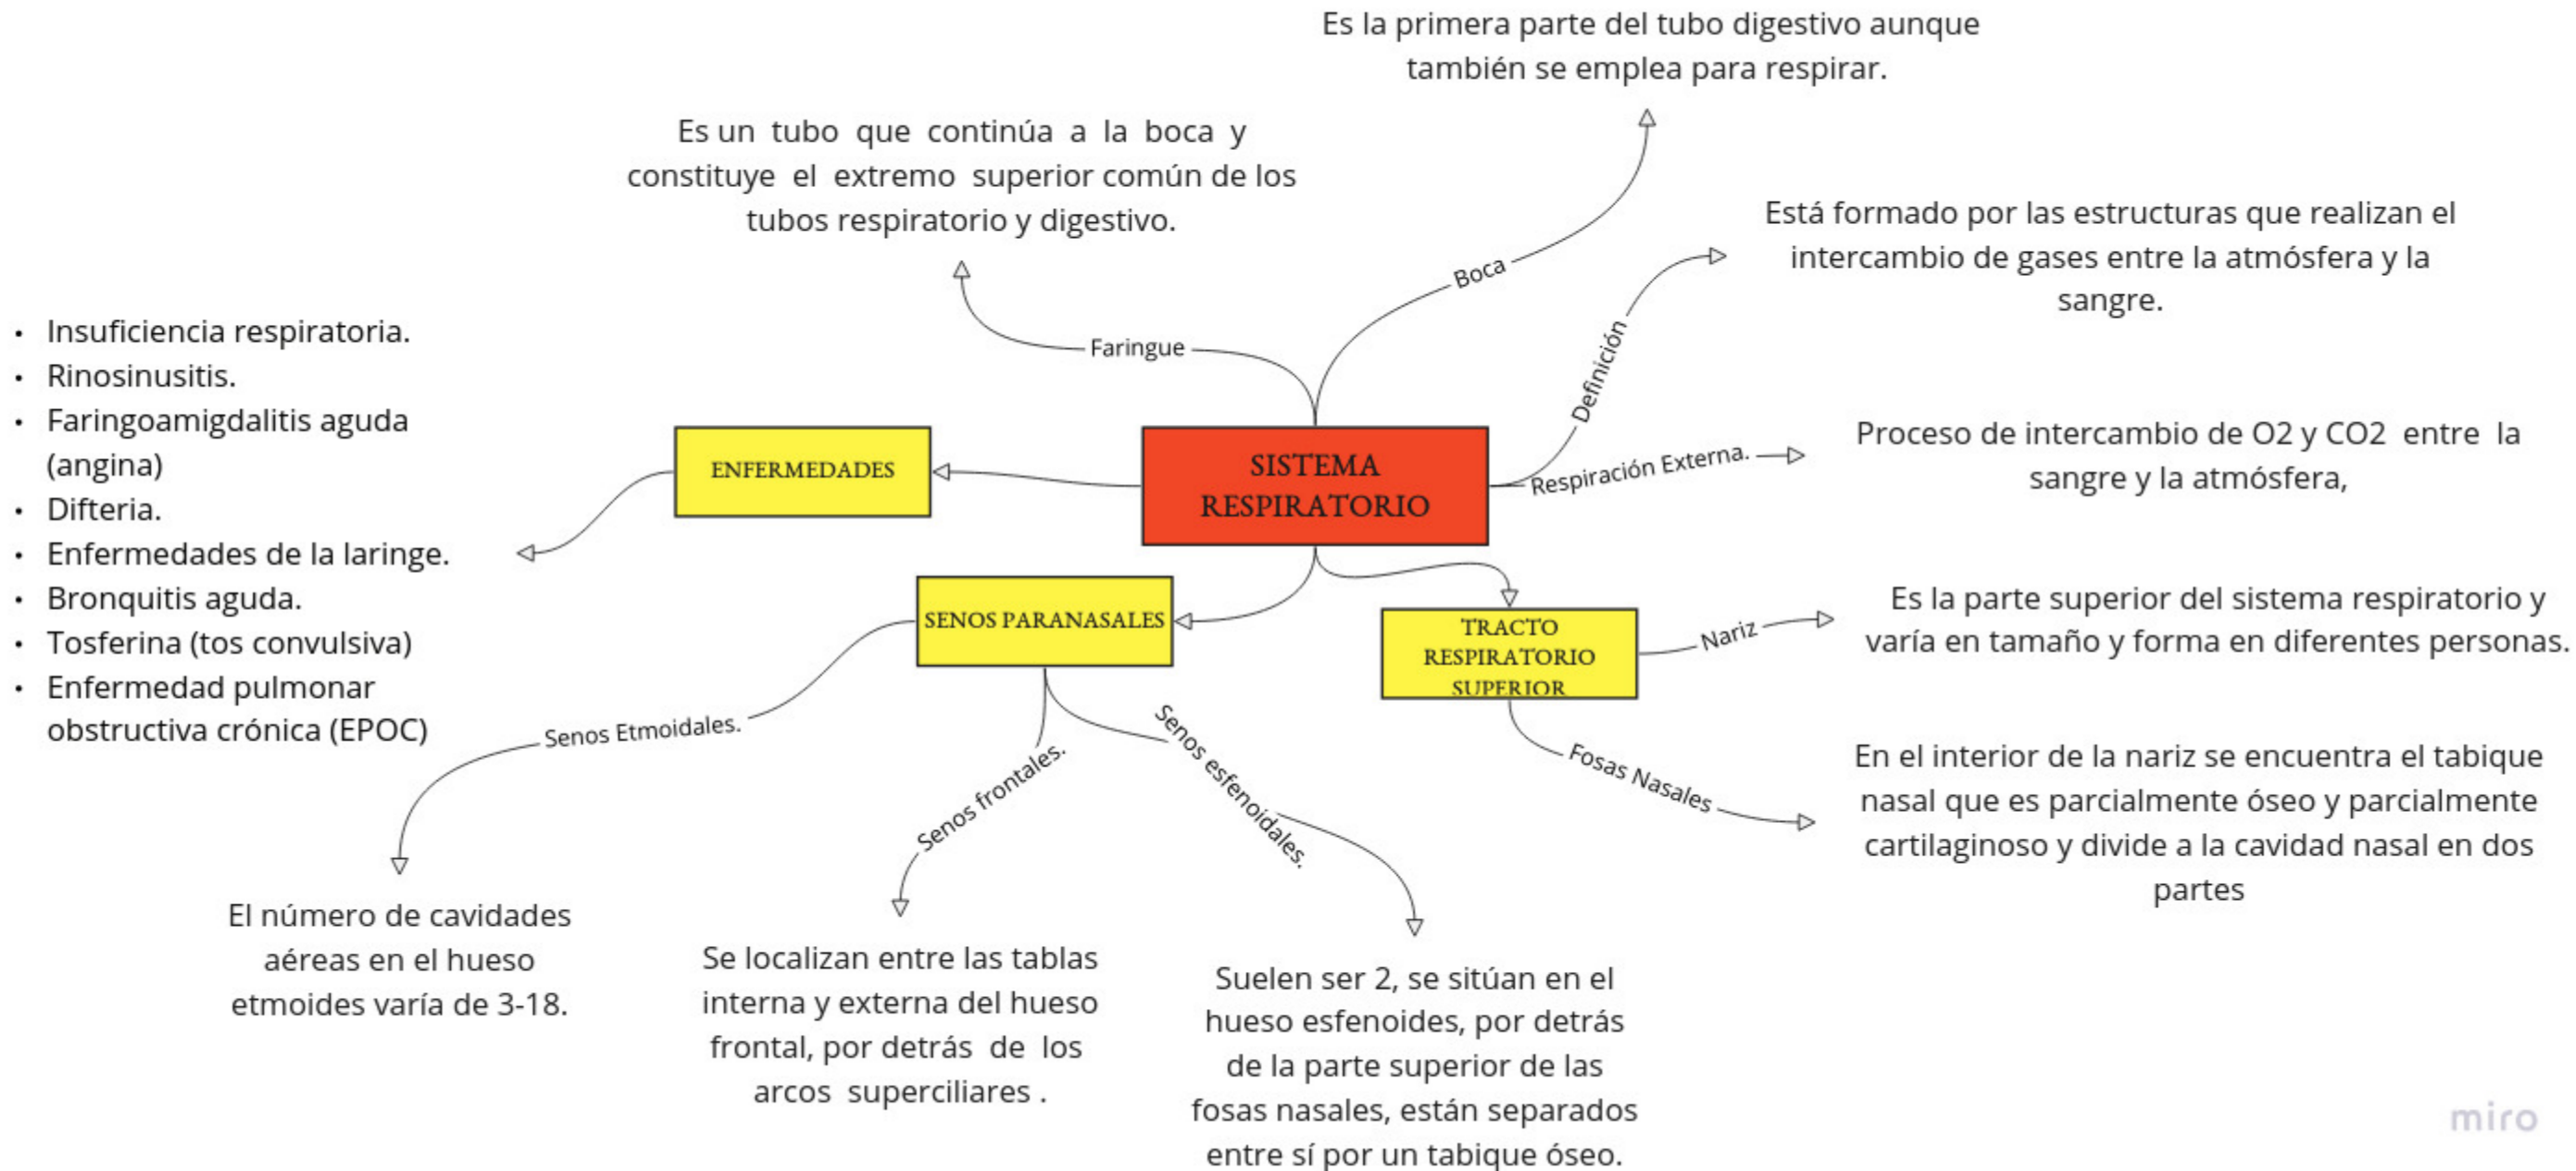 Es la primera parte del tubo digestivo aunque
también se emplea para respirar.
Es un tubo que continúa a la boca y
constituye el extremo superior común de los
tubos respiratorio y digestivo.
Está formado por las estructuras que realizan el
intercambio de gases entre la atmósfera y la
sangre.
Boca
Definición
Faringue
• Insuficiencia respiratoria.
• Rinosinusitis.
• Faringoamigdalitis aguda
(angina)
• Difteria.
• Enfermedades de la laringe.
• Bronquitis aguda.
• Tosferina (tos convulsiva)
• Enfermedad pulmonar
obstructiva crónica (EPOC)
ENFERMEDADES
SISTEMA
RESPIRATORIO
Respiración Externa.
Proceso de intercambio de O2 y CO2 entre la
sangre y la atmósfera,
SENOS PARANASALES
TRACTO
RESPIRATORIO
SUPERIOR
Nariz
Es la parte superior del sistema respiratorio y
varía en tamaño y forma en diferentes personas.
Fosas Nasales
En el interior de la nariz se encuentra el tabique
nasal que es parcialmente óseo y parcialmente
cartilaginoso y divide a la cavidad nasal en dos
partes
Senos Etmoidales.
Senos frontales.
Senos esfenoidales.
El número de cavidades
aéreas en el hueso
etmoides varía de 3-18.
Se localizan entre las tablas
interna y externa del hueso
frontal, por detrás de los
arcos superciliares .
Suelen ser 2, se sitúan en el
hueso esfenoides, por detrás
de la parte superior de las
fosas nasales, están separados
entre sí por un tabique óseo.
miro